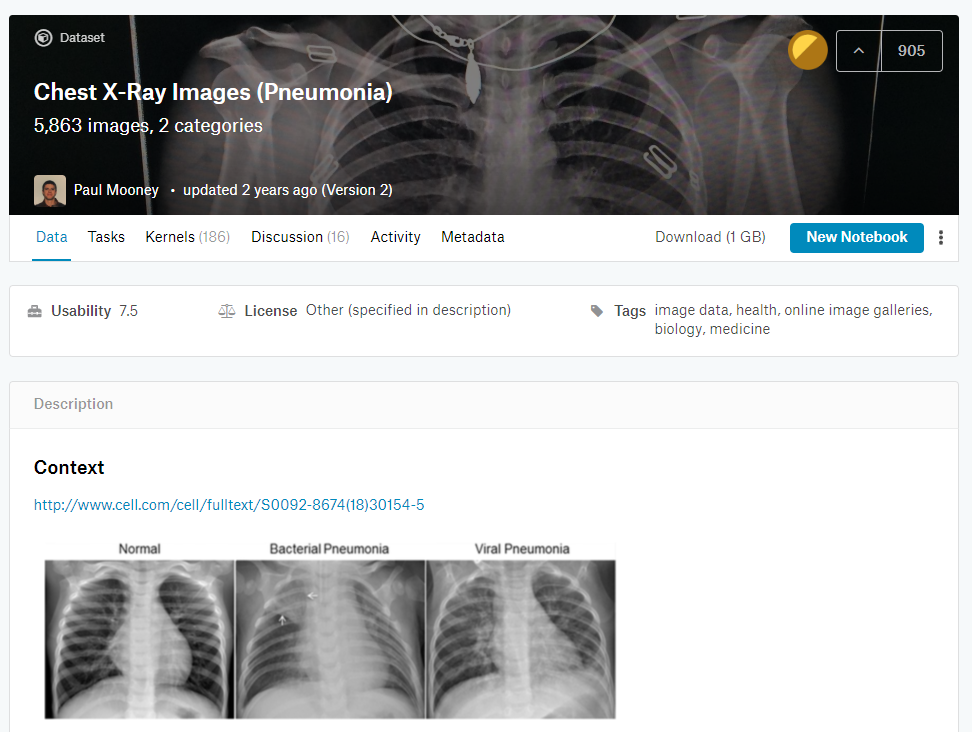 Dataset
905
Chest X-Ray Images (Pneumonia)
5,863 images, 2 categories
Paul Mooney • updated 2 years ago (Version 2)
Data Tasks Kernels (186) Discussion (16) Activity Metadata Download (1 GB) New Notebook
Usability 7.5 License Other (specified in description) Tags image data, health, online image galleries,
biology, medicine
Description
Context
http://www.cell.com/cell/fulltext/S0092-8674(18)30154-5
Normal Bacterial Pneumonia Viral Pneumonia